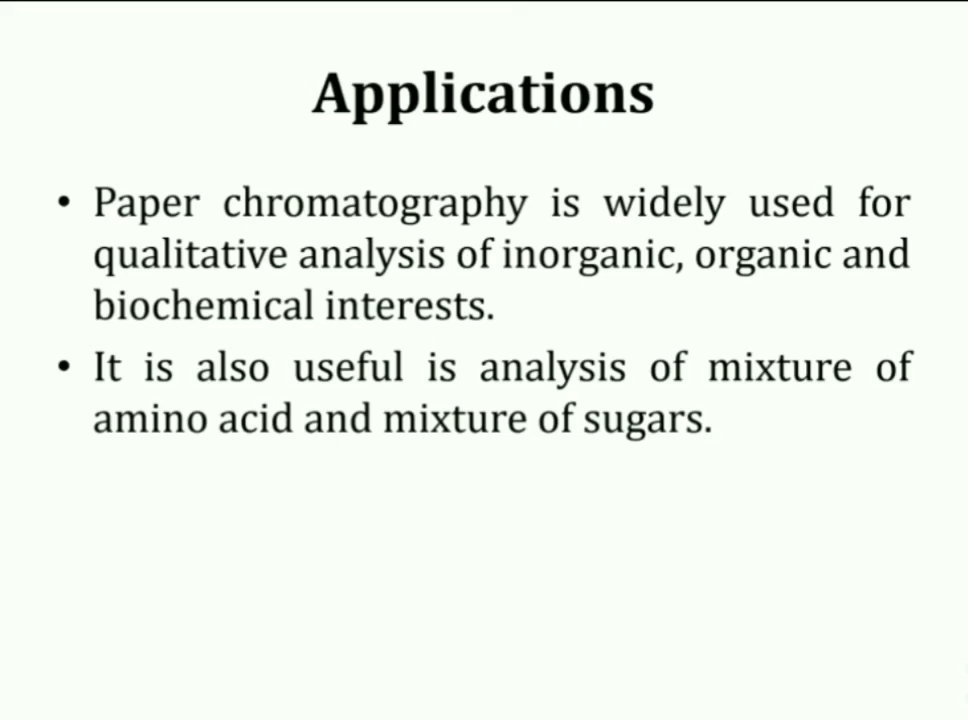 Applications
• Paper chromatography is widely used for
qualitative analysis of inorganic, organic and
biochemical interests.
• It is also useful is analysis of mixture of
amino acid and mixture of sugars.